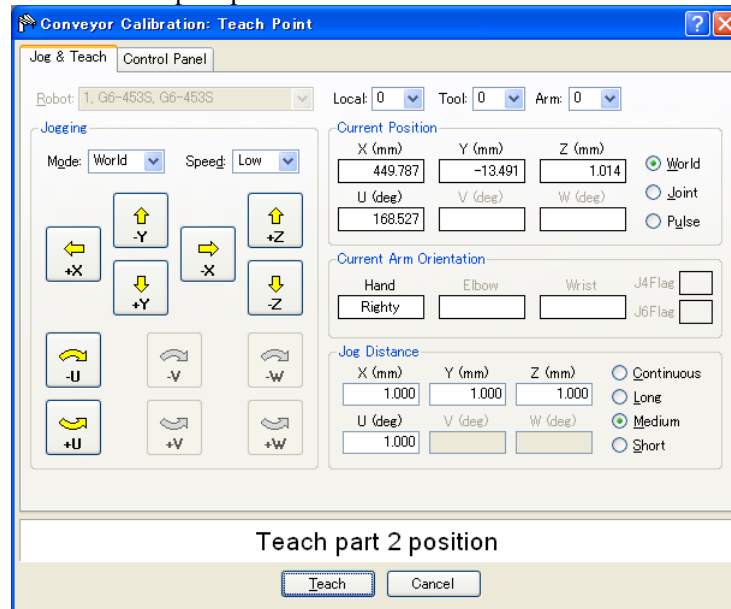 Conveyor Calibration: Teach Point
Jog & Teach Control Panel
Robot: 1, G6-453S, G6-453S Local: 0 Tool: 0 Arm: 0
Jogging
Mode: World Speed: Low
+X
-Y
+Y
-X
+Z
-Z
-U -V -W
+U +V +W
Current Position
X (mm) Y (mm) Z (mm)
449.787 -13.491 1.014
U (deg) V (deg) W (deg)
168.527
World
Joint
Pulse
Current Arm Orientation
Hand Elbow Wrist J4Flag
Righty J6Flag
Jog Distance
X (mm) Y (mm) Z (mm)
1.000 1.000 1.000
U (deg) V (deg) W (deg)
1.000
Continuous
Long
Medium
Short
Teach part 2 position
Teach Cancel